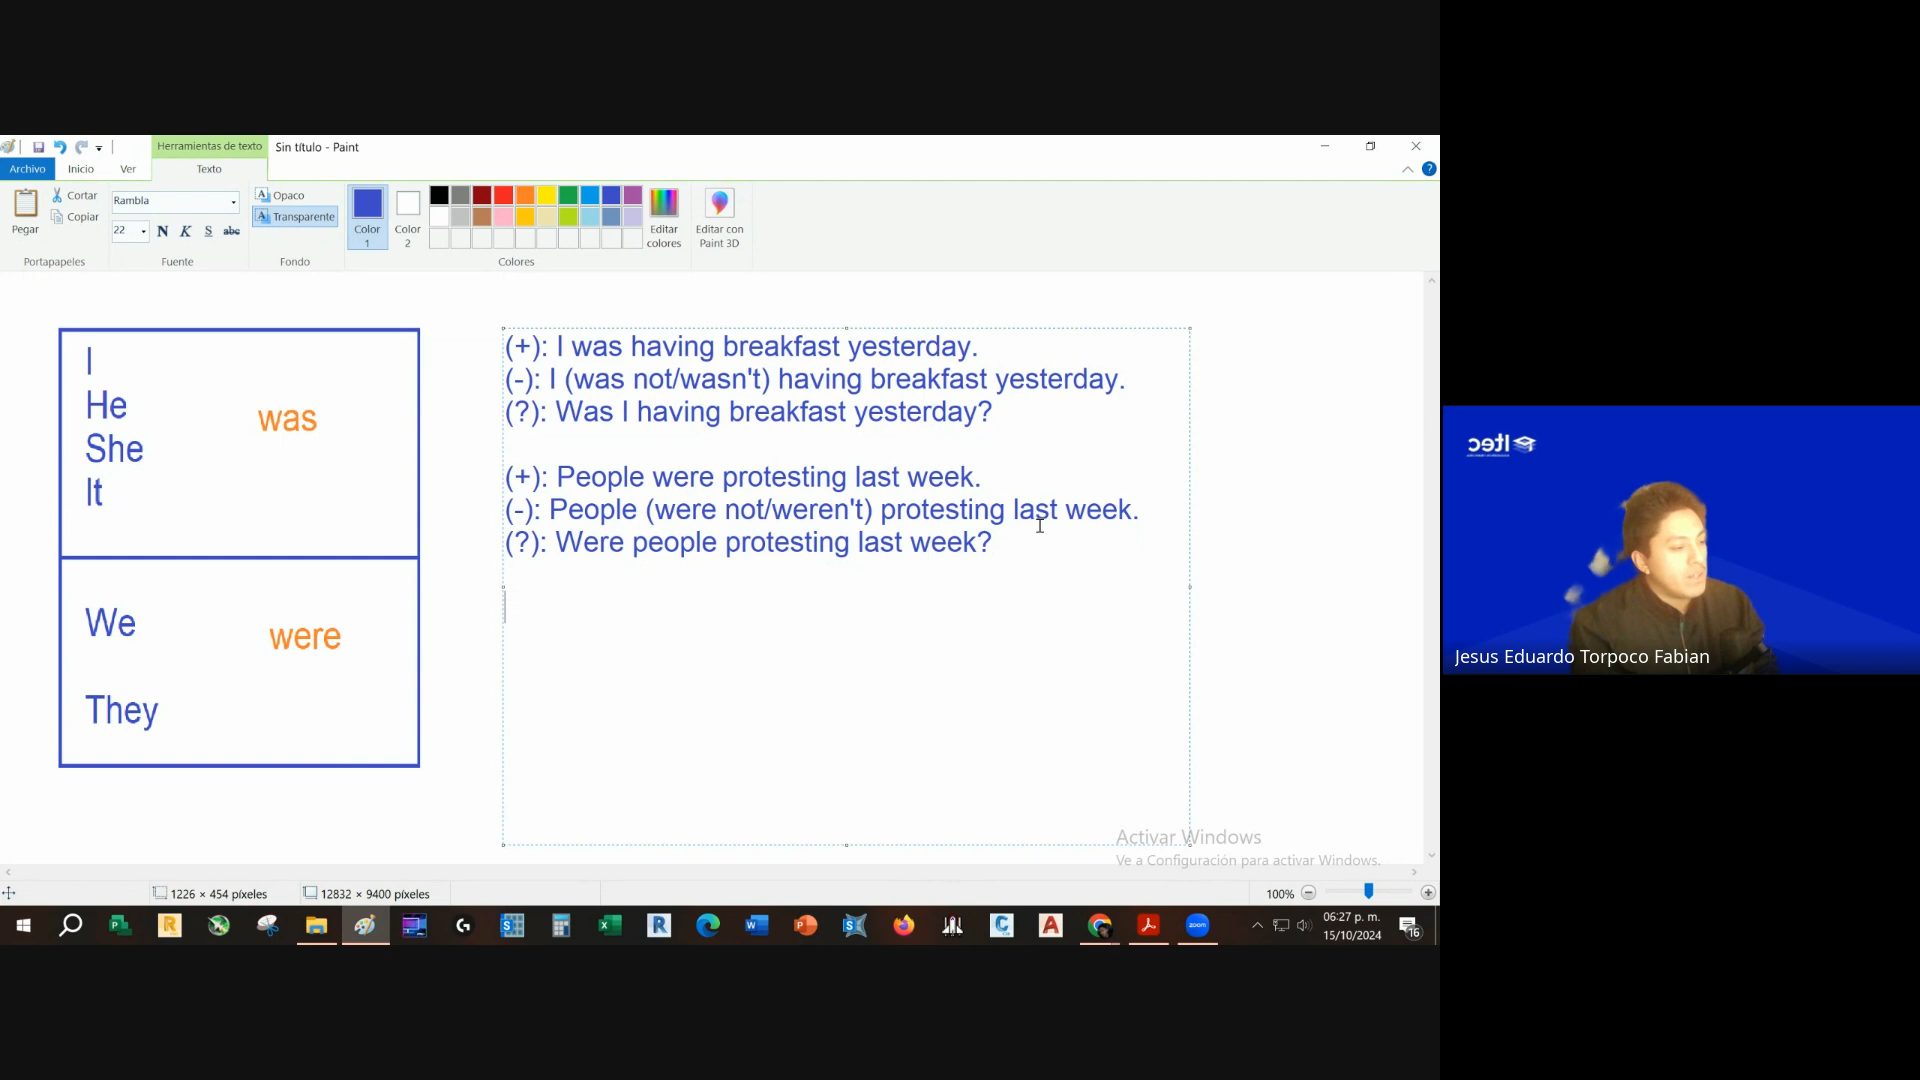 Herramientas de texto
Sin título - Paint
Archivo
Inicio
Ver
Texto
Pegar
Cortar
Copiar
Portapapeles
Rambla
22
N K S abc
Fuente
Opaco
Transparente
Fondo
Color 1
Color 2
Colores
Editar colores
Editar con Paint 3D
I
He
She
It
was
We
They
were
(+): I was having breakfast yesterday.
(-): I (was not/wasn't) having breakfast yesterday.
(?): Was I having breakfast yesterday?
(+): People were protesting last week.
(-): People (were not/weren't) protesting last week.
(?): Were people protesting last week?
Activar Windows
Ve a Configuración para activar Windows.
1226 × 454 píxeles
12832 × 9400 píxeles
100%
06:27 p. m.
15/10/2024
16
zoom
Itec
Jesus Eduardo Torpoco Fabian